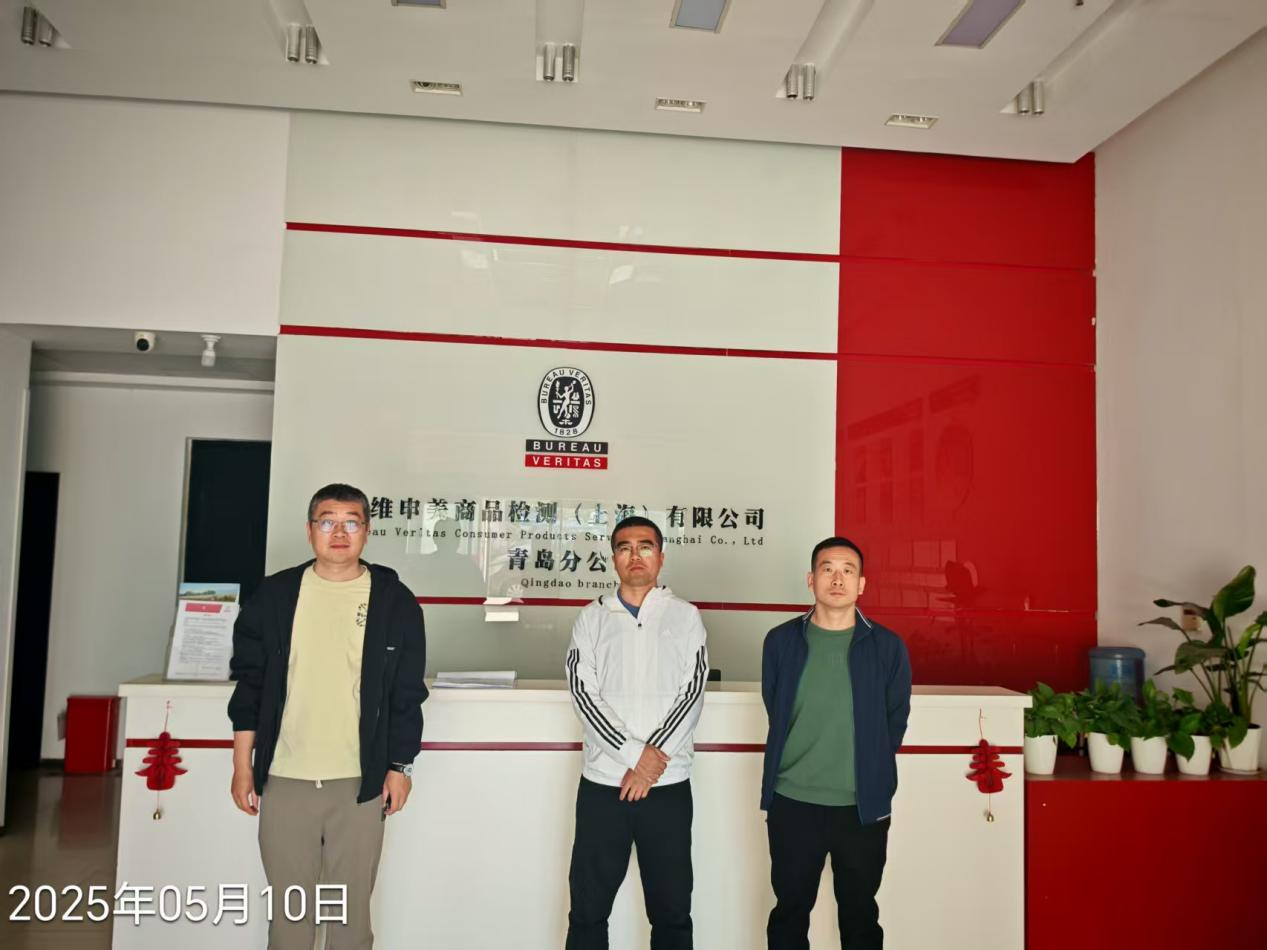 BUREAU VERITAS
1828
BUREAU
VERITAS
维申美商品检测（上海）有限公司
Veritas Consumer Products Co., Ltd
青岛分公
Qingdao branch
2025年05月10日